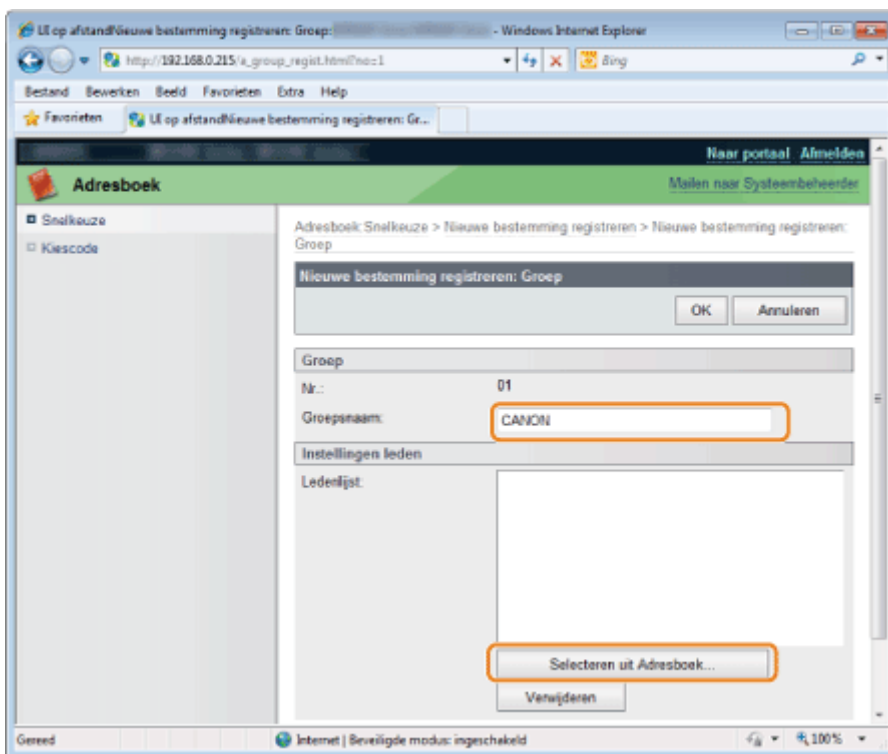 UI op afstandNieuwe bestemming registreren: Groep: - Windows Internet Explorer
http://192.168.0.215/a_group_regist.html?no=1
Bing
Bestand Bewerken Beeld Favorieten Extra Help
Favorieten UI op afstandNieuwe bestemming registreren: Gr...
Naar portaal Afmelden
Adresboek
Mailen naar Systeembeheerder
Snelkeuze
Kiescode
Adresboek: Snelkeuze > Nieuwe bestemming registreren > Nieuwe bestemming registreren:
Groep
Nieuwe bestemming registreren: Groep
OK Annuleren
Groep
Nr.: 01
Groepsnaam: CANON
Instellingen leden
Ledenlijst:
Selecteren uit Adresboek...
Verwijderen
Gereed Internet | Beveiligde modus: ingeschakeld 100%